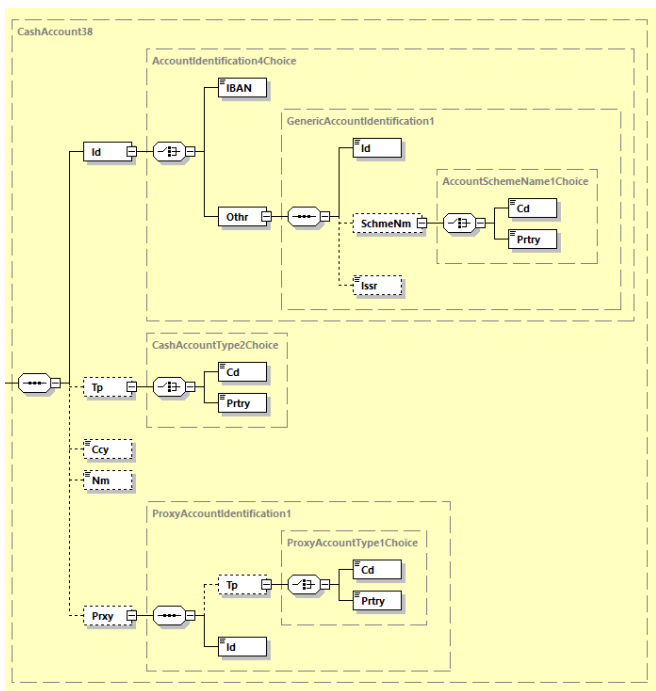 CashAccount38
AccountIdentification4Choice
IBAN
GenericAccountIdentification1
Id
Id
AccountSchemeName1Choice
Othr
SchmeNm
Cd
Prtry
Issr
CashAccountType2Choice
Tp
Cd
Prtry
Ccy
Nm
ProxyAccountIdentification1
ProxyAccountType1Choice
Tp
Cd
Prtry
Prxy
Id